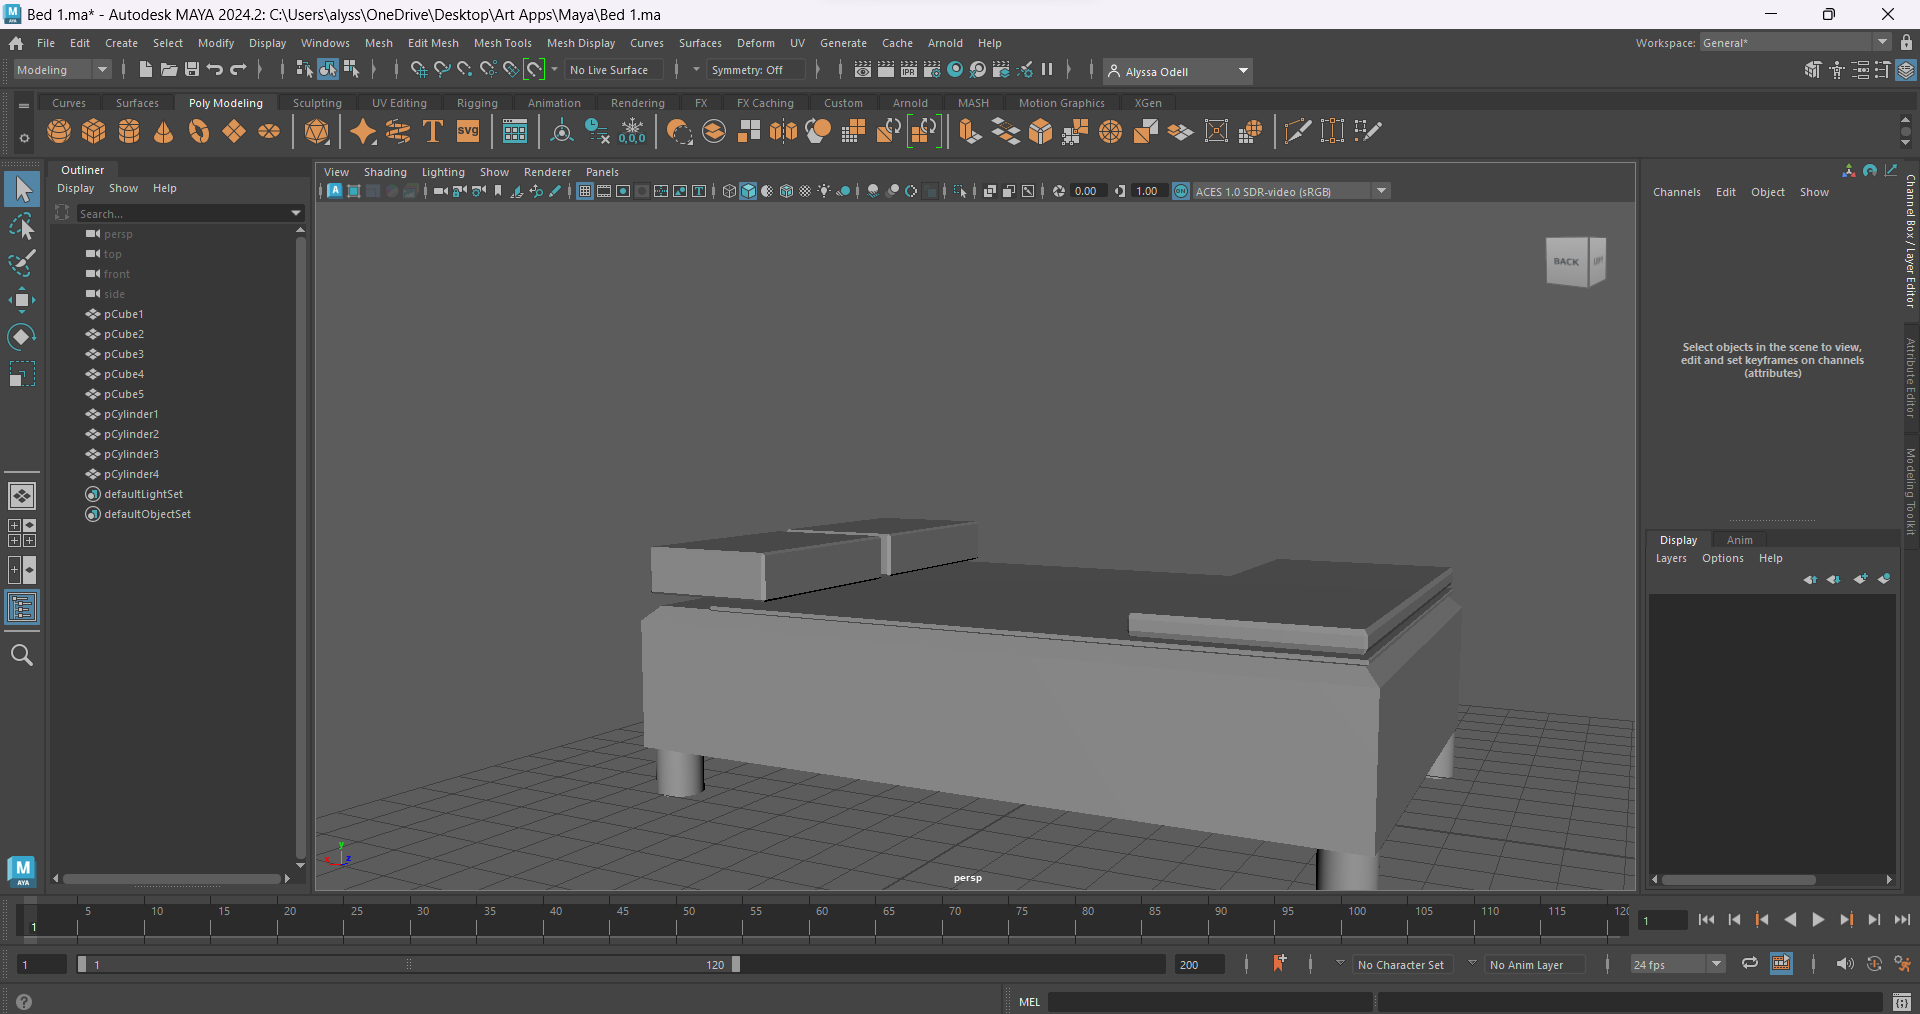 Bed 1.ma* - Autodesk MAYA 2024.2: C:\Users\alyss\OneDrive\Desktop\Art Apps\Maya\Bed 1.ma
File Edit Create Select Modify Display Windows Mesh Edit Mesh Mesh Tools Mesh Display Curves Surfaces Deform UV Generate Cache Arnold Help
Workspace: General*
Modeling
No Live Surface
Symmetry: Off
IPR
Alyssa Odell
Curves Surfaces Poly Modeling Sculpting UV Editing Rigging Animation Rendering FX FX Caching Custom Arnold MASH Motion Graphics XGen
SVG
0,0,0
Outliner
Display Show Help
Search...
persp
top
front
side
pCube1
pCube2
pCube3
pCube4
pCube5
pCylinder1
pCylinder2
pCylinder3
pCylinder4
defaultLightSet
defaultObjectSet
View Shading Lighting Show Renderer Panels
0.00
1.00
ON
ACES 1.0 SDR-video (sRGB)
BACK
LEFT
y
z
persp
Channels Edit Object Show
Select objects in the scene to view,
edit and set keyframes on channels
(attributes)
Channel Box / Layer Editor
Attribute Editor
Modeling Toolkit
Display Anim
Layers Options Help
M
AYA
5 10 15 20 25 30 35 40 45 50 55 60 65 70 75 80 85 90 95 100 105 110 115 120
1
1
1
1
120
200
No Character Set
No Anim Layer
24 fps
MEL